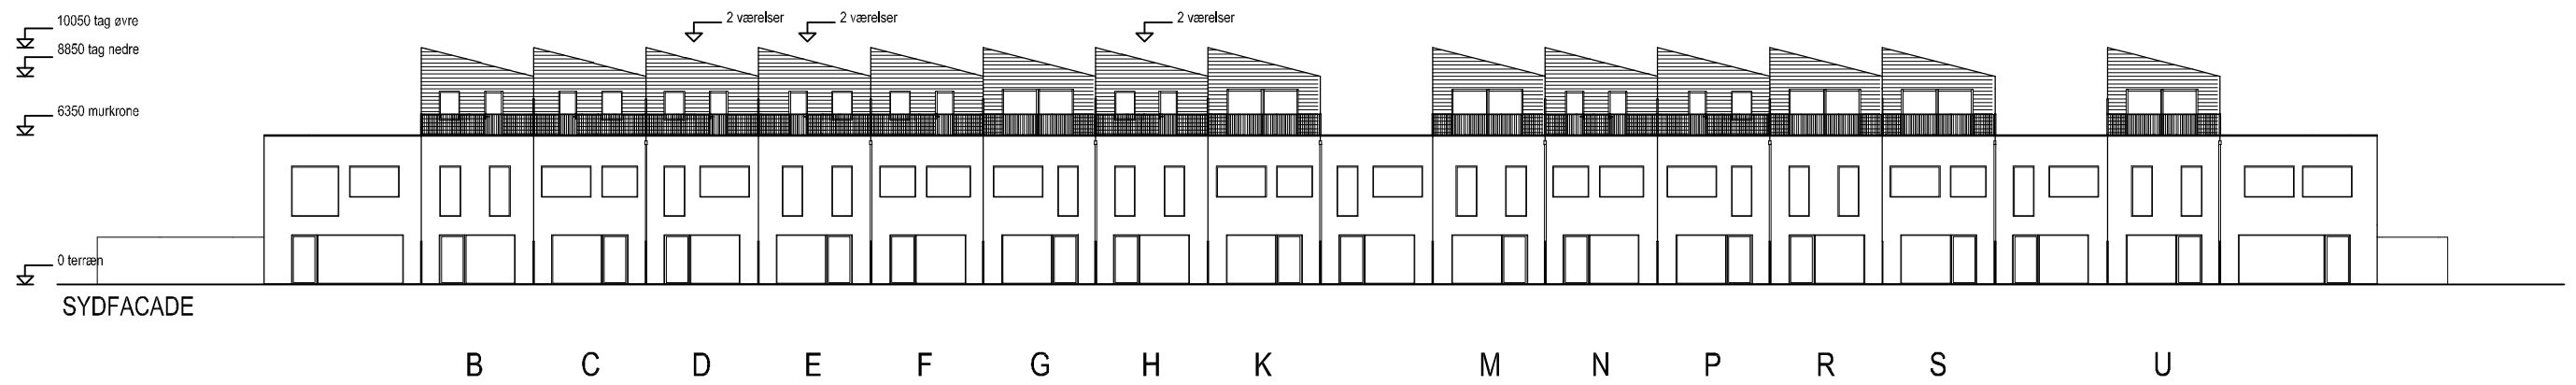 10050 tag øvre
8850 tag nedre
6350 murkrone
0 terræn
2 værelser
2 værelser
2 værelser
SYDFACADE
B C D E F G H K M N P R S U